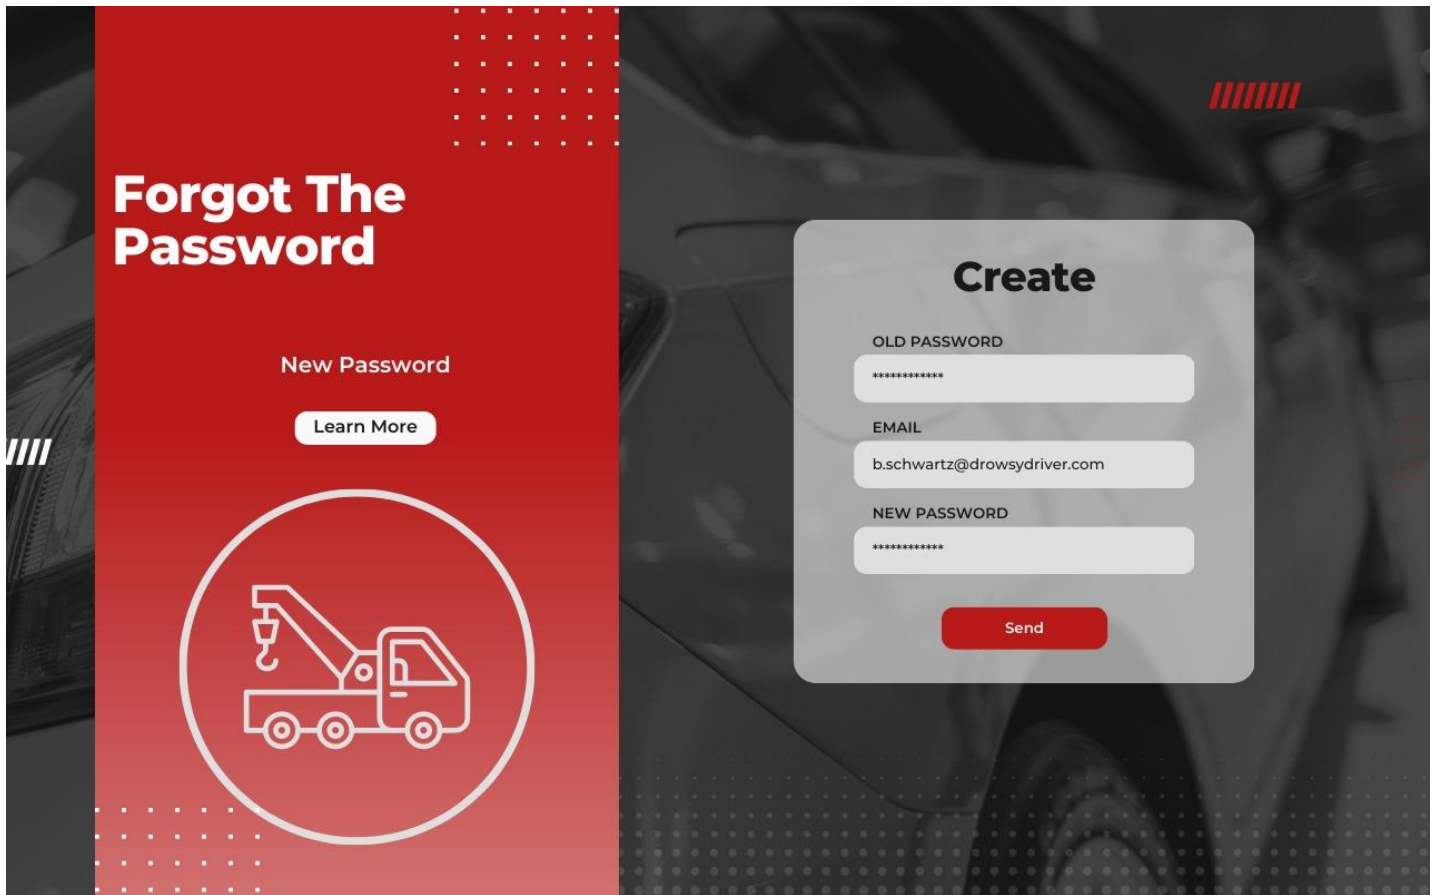 Forgot The
Password
New Password
Learn More
Create
OLD PASSWORD
************
EMAIL
b.schwartz@drowsydriver.com
NEW PASSWORD
************
Send